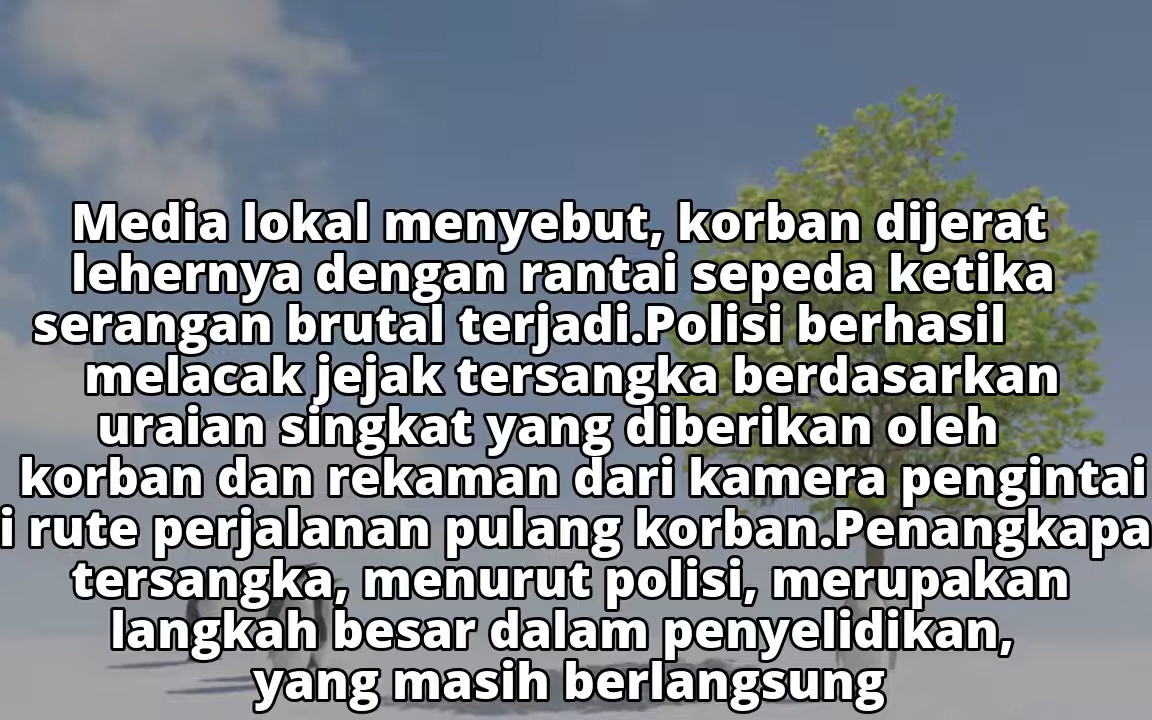 Media lokal menyebut, korban dijerat
lehernya dengan rantai sepeda ketika
serangan brutal terjadi.Polisi berhasil
melacak jejak tersangka berdasarkan
uraian singkat yang diberikan oleh
korban dan rekaman dari kamera pengintai
i rute perjalanan pulang korban.Penangkapa
tersangka, menurut polisi, merupakan
langkah besar dalam penyelidikan,
yang masih berlangsung